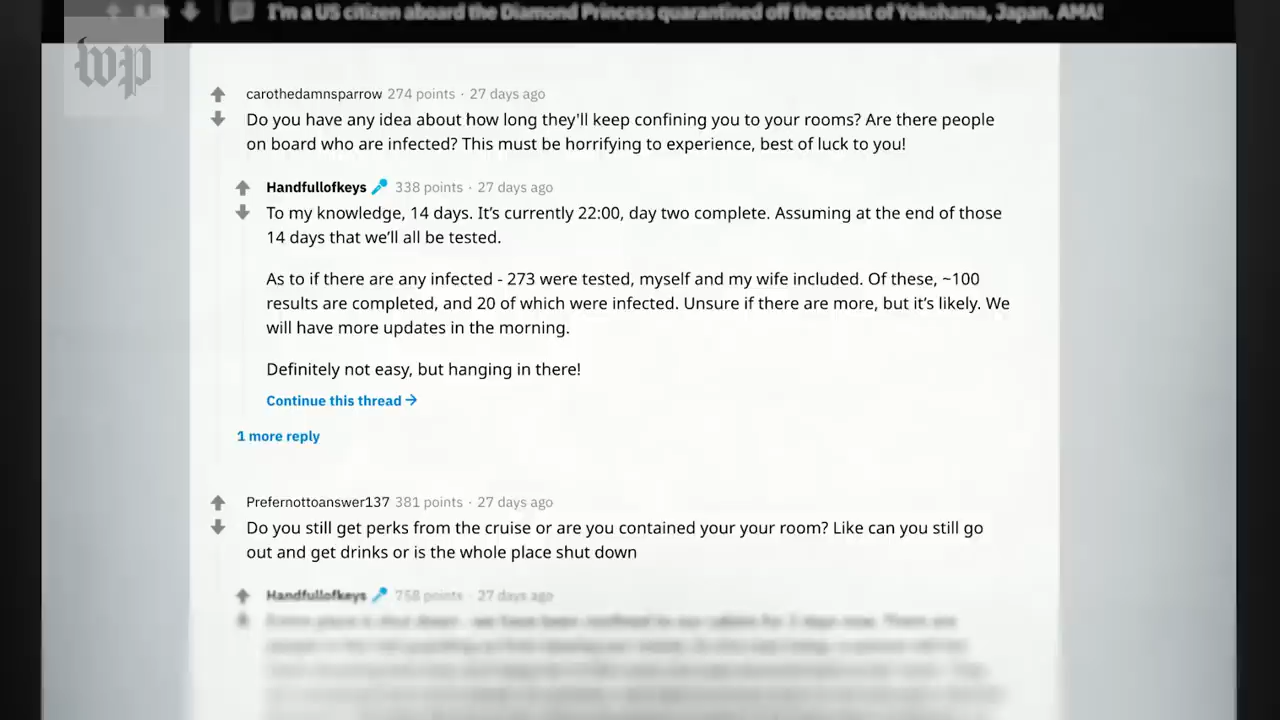 I'm a US citizen aboard the Diamond Princess quarantined off the coast of Yokohama, Japan. AMA!
wp
carothedamnsparrow 274 points · 27 days ago
Do you have any idea about how long they'll keep confining you to your rooms? Are there people
on board who are infected? This must be horrifying to experience, best of luck to you!
Handfullofkeys 338 points · 27 days ago
To my knowledge, 14 days. It's currently 22:00, day two complete. Assuming at the end of those
14 days that we'll all be tested.
As to if there are any infected - 273 were tested, myself and my wife included. Of these, ~100
results are completed, and 20 of which were infected. Unsure if there are more, but it's likely. We
will have more updates in the morning.
Definitely not easy, but hanging in there!
Continue this thread →
1 more reply
Prefernottoanswer137 381 points · 27 days ago
Do you still get perks from the cruise or are you contained your your room? Like can you still go
out and get drinks or is the whole place shut down
Handfullofkeys 758 points · 27 days ago